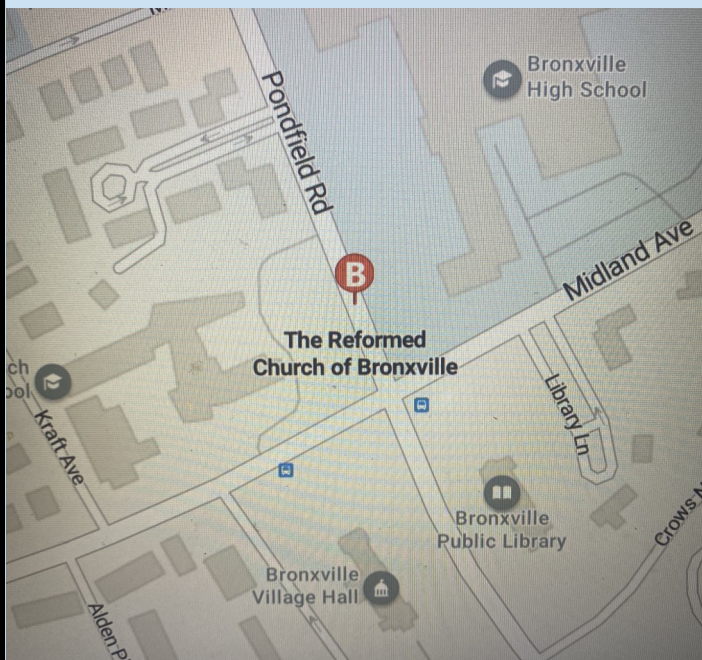 Bronxville
High School
Pondfield Rd
Midland Ave
B
The Reformed
Church of Bronxville
Kraft Ave
Library Ln
Bronxville
Public Library
Bronxville
Village Hall